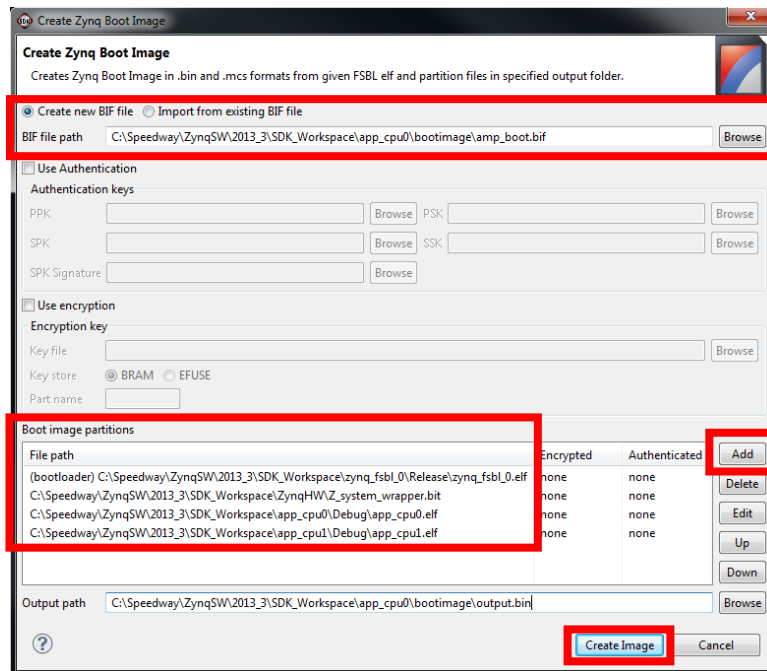 Create Zynq Boot Image
Create Zynq Boot Image
Creates Zynq Boot Image in .bin and .mcs formats from given FSBL elf and partition files in specified output folder.
Create new BIF file Import from existing BIF file
BIF file path C:\Speedway\ZynqSW\2013_3\SDK_Workspace\app_cpu0\bootimage\amp_boot.bif Browse
Use Authentication
Authentication keys
PPK Browse PSK Browse
SPK Browse SSK Browse
SPK Signature Browse
Use encryption
Encryption key
Key file Browse
Key store BRAM EFUSE
Part name
Boot image partitions
File path Encrypted Authenticated Add
(bootloader) C:\Speedway\ZynqSW\2013_3\SDK_Workspace\zynq_fsbl_0\Release\zynq_fsbl_0.elf none none
Delete
C:\Speedway\ZynqSW\2013_3\SDK_Workspace\ZynqHW\Z_system_wrapper.bit none none
C:\Speedway\ZynqSW\2013_3\SDK_Workspace\app_cpu0\Debug\app_cpu0.elf none none Edit
C:\Speedway\ZynqSW\2013_3\SDK_Workspace\app_cpu1\Debug\app_cpu1.elf none none
Up
Down
Output path C:\Speedway\ZynqSW\2013_3\SDK_Workspace\app_cpu0\bootimage\output.bin Browse
? Create Image Cancel